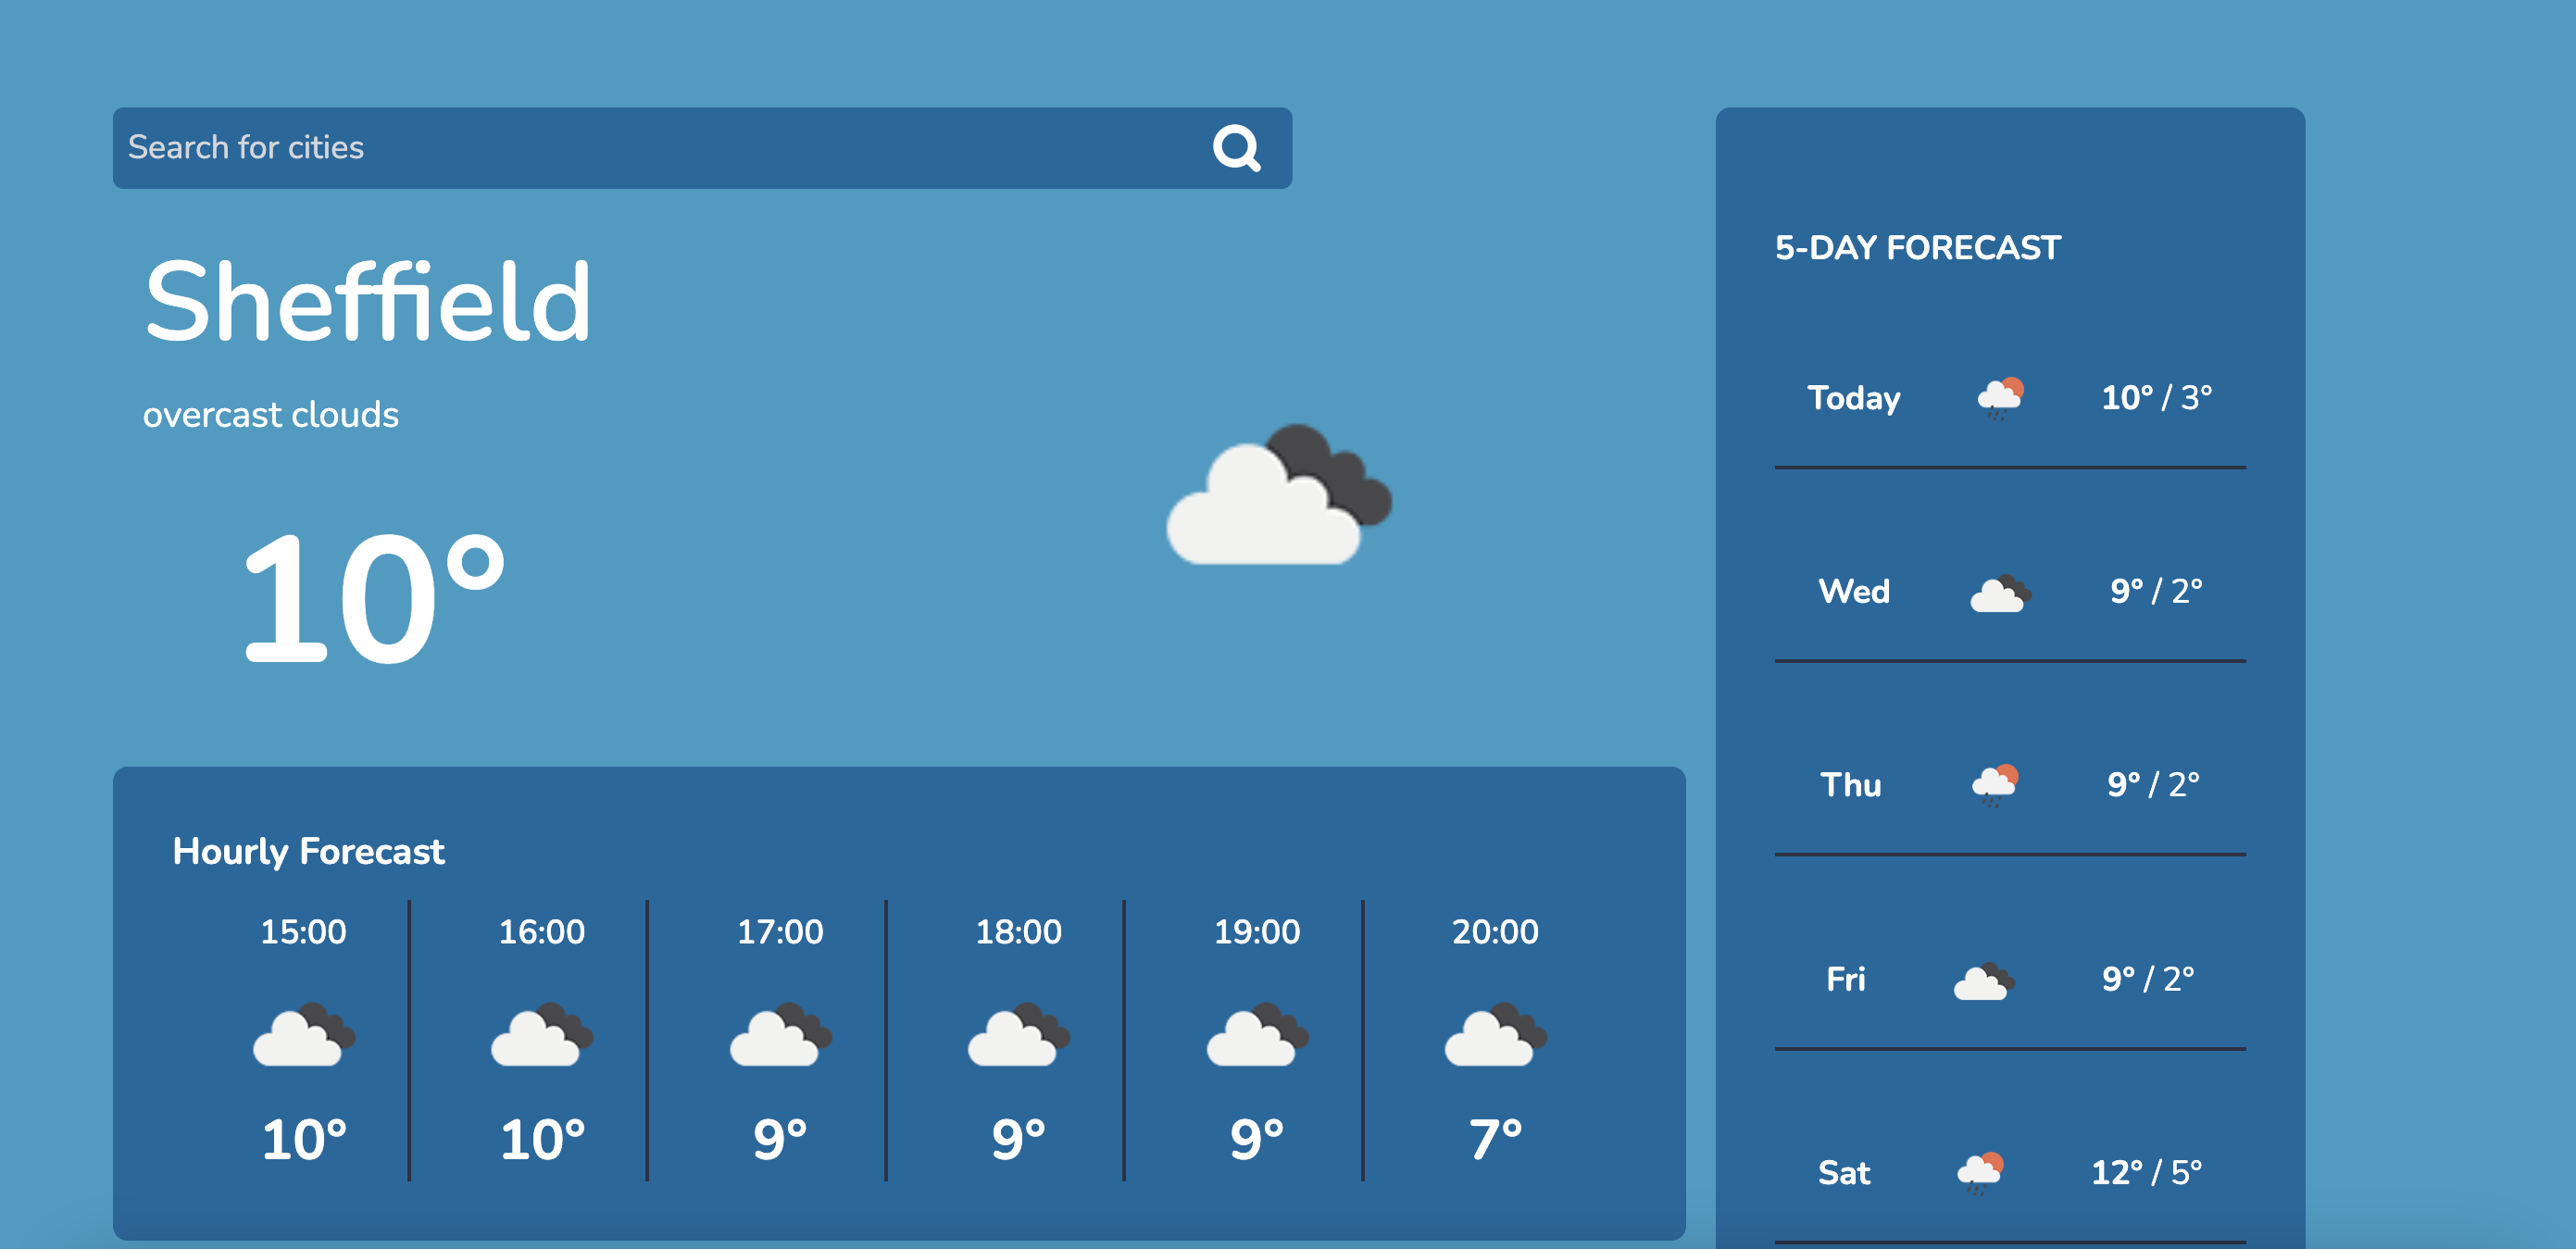 Search for cities
Sheffield
overcast clouds
10°
Hourly Forecast
15:00 16:00 17:00 18:00 19:00 20:00
10° 10° 9° 9° 9° 7°
5-DAY FORECAST
Today 10° / 3°
Wed 9° / 2°
Thu 9° / 2°
Fri 9° / 2°
Sat 12° / 5°